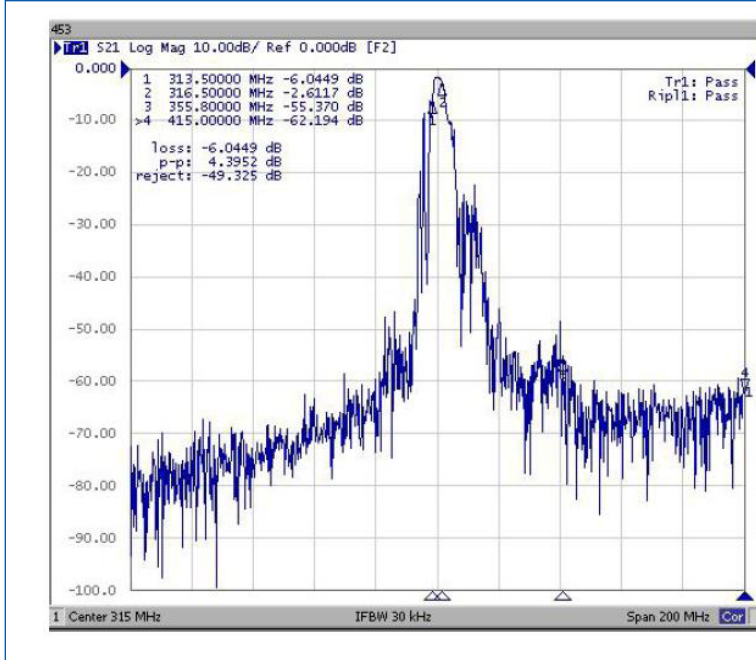 453
Tr1 S21 Log Mag 10.00dB/ Ref 0.000dB [F2]
0.000
1 313.50000 MHz -6.0449 dB
2 316.50000 MHz -2.6117 dB
3 355.80000 MHz -55.370 dB
>4 415.00000 MHz -62.194 dB
loss: -6.0449 dB
p-p: 4.3952 dB
reject: -49.325 dB
Tr1: Pass
Ripl1: Pass
-10.00
-20.00
-30.00
-40.00
-50.00
-60.00
-70.00
-80.00
-90.00
-100.0
1
2
4
1
1 Center 315 MHz IFBW 30 kHz Span 200 MHz Cor